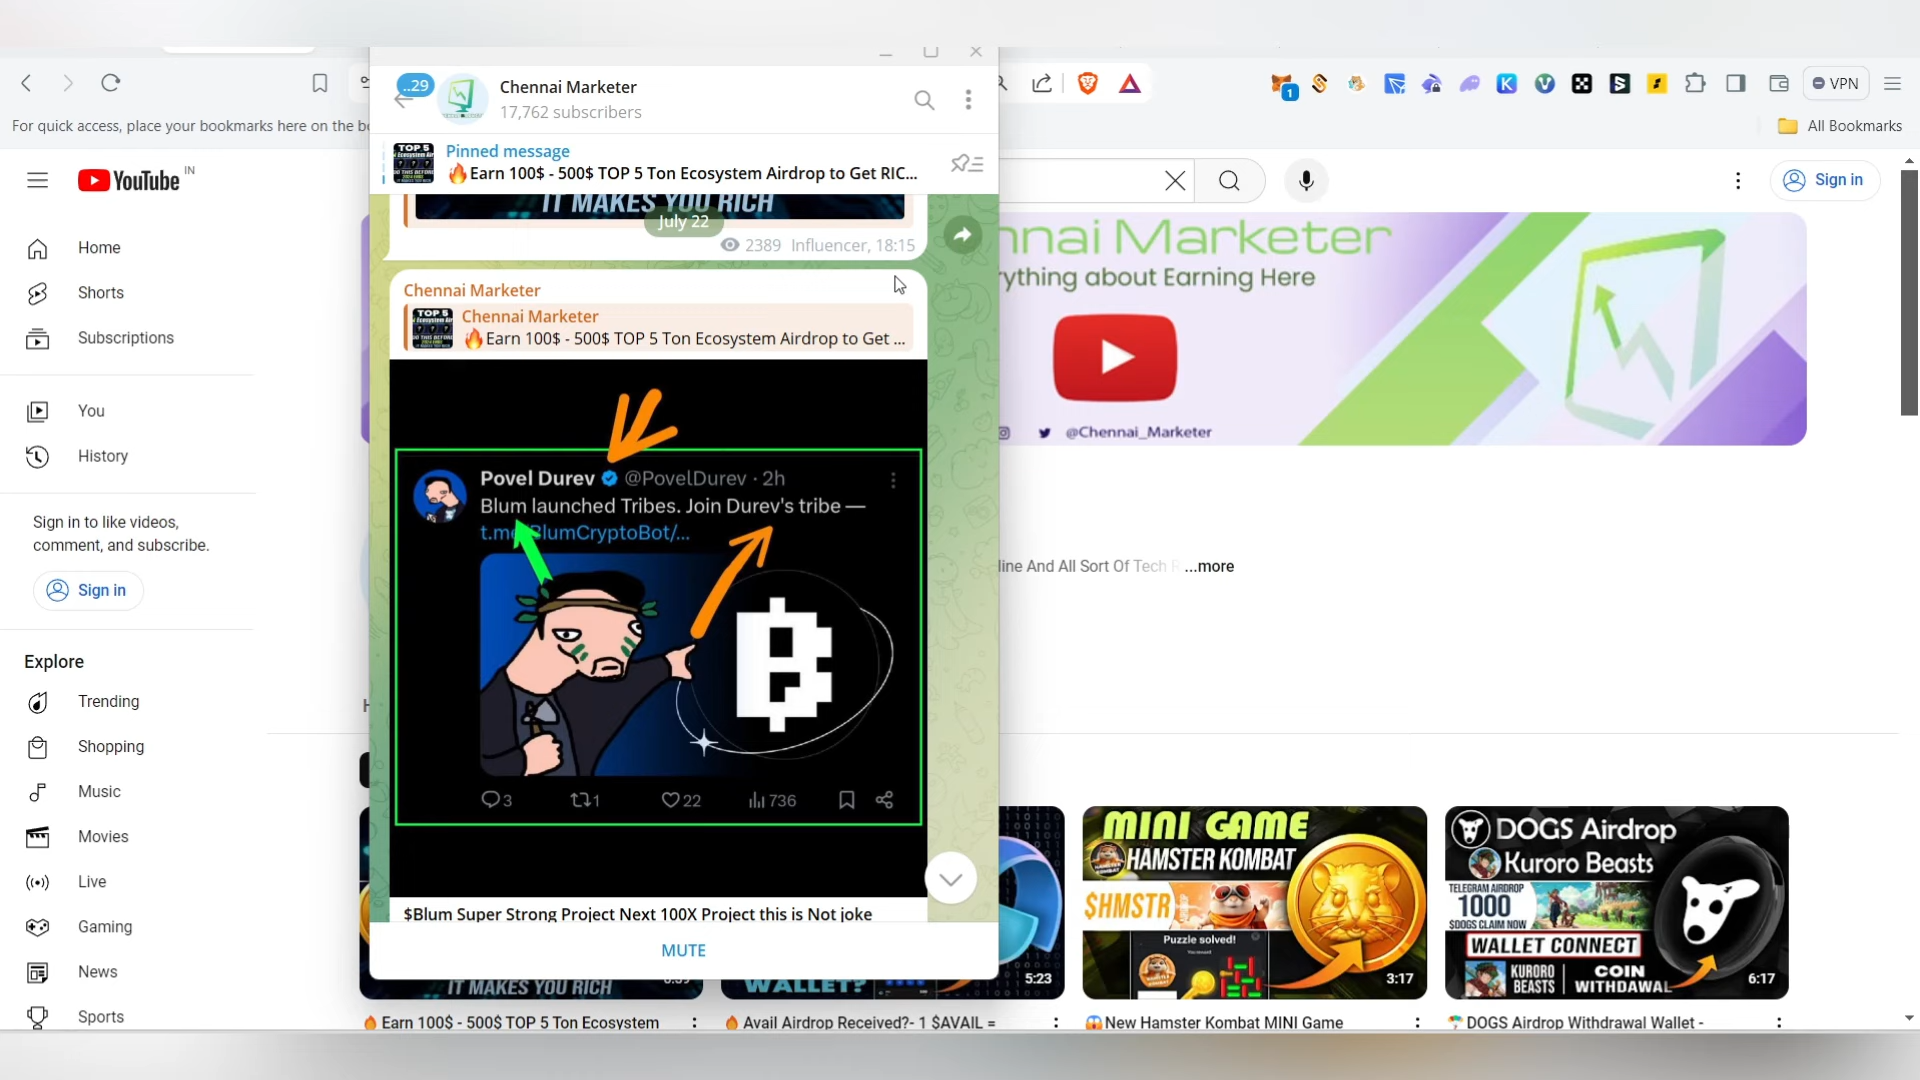 ..29
Chennai Marketer
17,762 subscribers
1
VPN
For quick access, place your bookmarks here on the
All Bookmarks
Pinned message
🔥Earn 100$ - 500$ TOP 5 Ton Ecosystem Airdrop to Get RIC...
YouTube IN
Sign in
IT MAKES YOU RICH
July 22
2389 Influencer, 18:15
Home
Shorts
Subscriptions
You
History
Sign in to like videos,
comment, and subscribe.
Sign in
Explore
Trending
Shopping
Music
Movies
Live
Gaming
News
Sports
Chennai Marketer
Chennai Marketer
🔥Earn 100$ - 500$ TOP 5 Ton Ecosystem Airdrop to Get ...
TOP 5
Povel Durev @PovelDurev · 2h
Blum launched Tribes. Join Durev's tribe —
BlumCryptoBot/...
3 1 22 736
$Blum Super Strong Project Next 100X Project this is Not joke
MUTE
nnai Marketer
rything about Earning Here
@Chennai_Marketer
line And All Sort Of Tech
...more
IT MAKES YOU RICH
WALLET?
5:23
MINI GAME
HAMSTER KOMBAT
$HMSTR
Puzzle solved!
3:17
DOGS Airdrop
Kuroro Beasts
TELEGRAM AIRDROP
1000
$DOGS CLAIM NOW
WALLET CONNECT
KURORO
BEASTS
COIN
WITHDRAWAL
6:17
🔥 Earn 100$ - 500$ TOP 5 Ton Ecosystem
🔥 Avail Airdrop Received?- 1 $AVAIL =
😱New Hamster Kombat MINI Game
DOGS Airdrop Withdrawal Wallet -